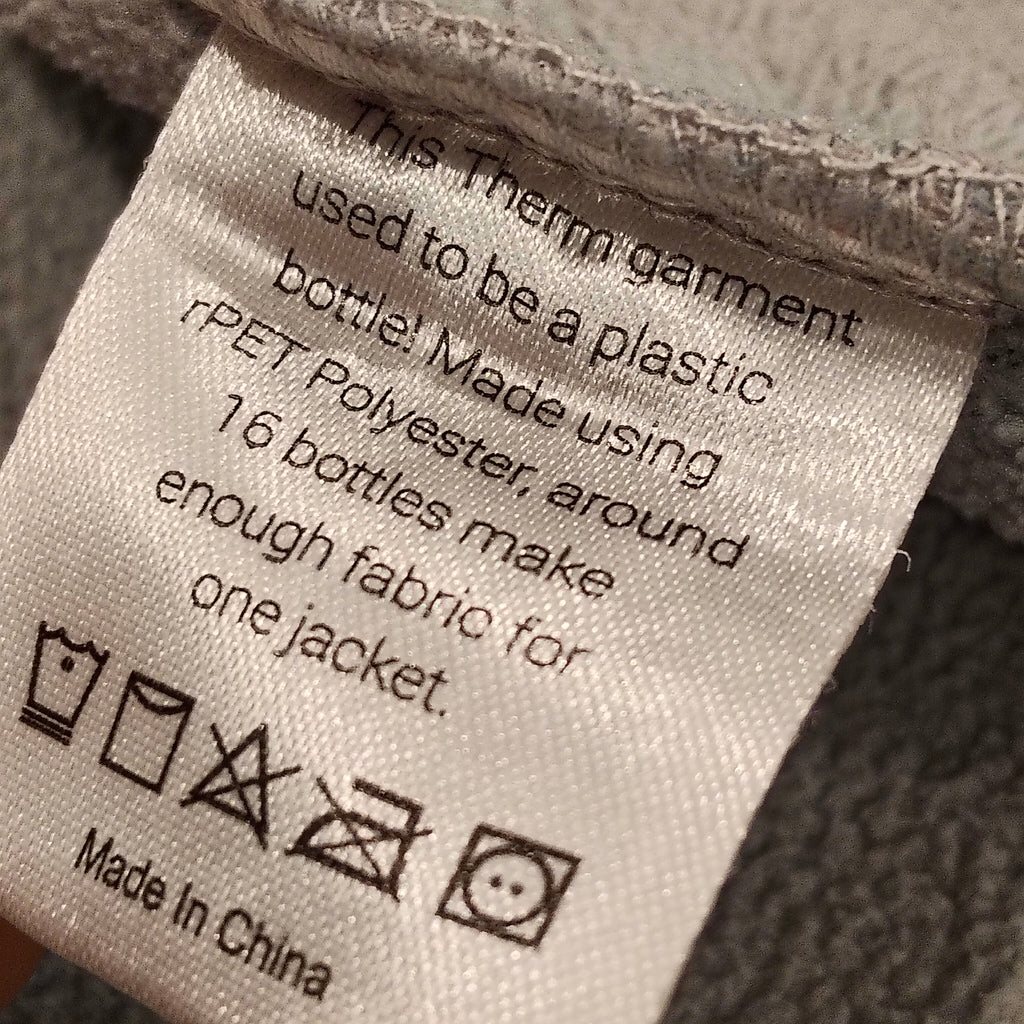 This Therm garment
used to be a plastic
bottle! Made using
rPET Polyester, around
16 bottles make
enough fabric for
one jacket.
Made In China